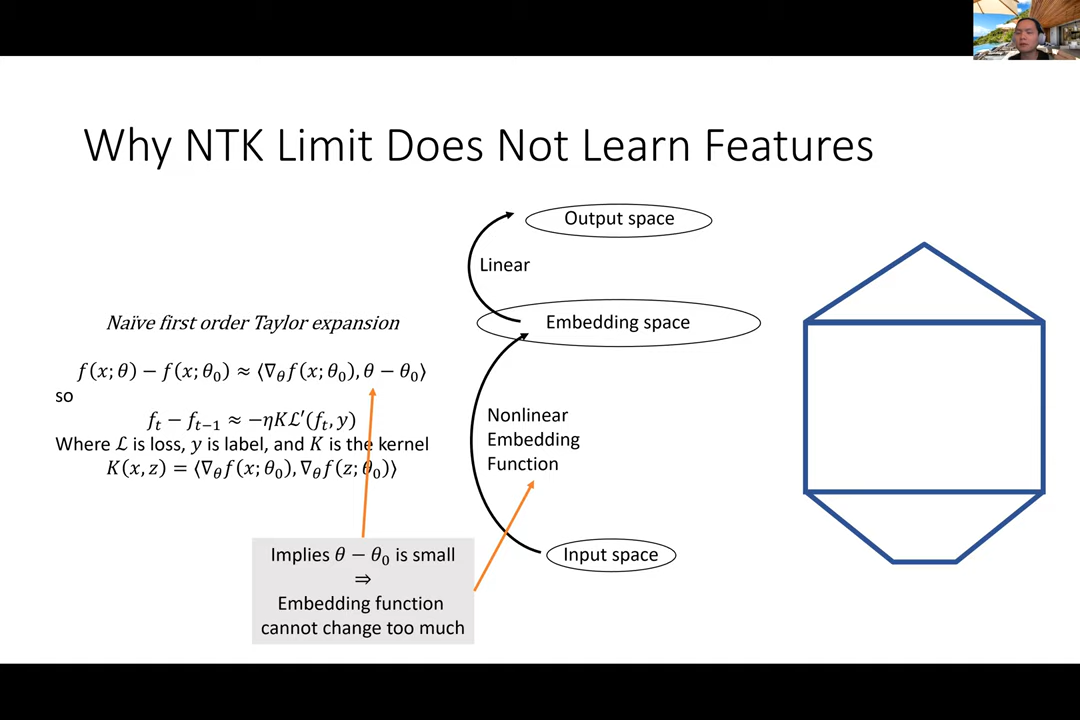 Why NTK Limit Does Not Learn Features
Output space
Linear
Naïve first order Taylor expansion
Embedding space
f(x; θ) − f(x; θ₀) ≈ ⟨∇_θ f(x; θ₀), θ − θ₀⟩
so
f_t − f_{t−1} ≈ −ηKℒ′(f_t, y)
Where ℒ is loss, y is label, and K is the kernel
K(x, z) = ⟨∇_θ f(x; θ₀), ∇_θ f(z; θ₀)⟩
Nonlinear
Embedding
Function
Implies θ − θ₀ is small
⇒
Embedding function
cannot change too much
Input space